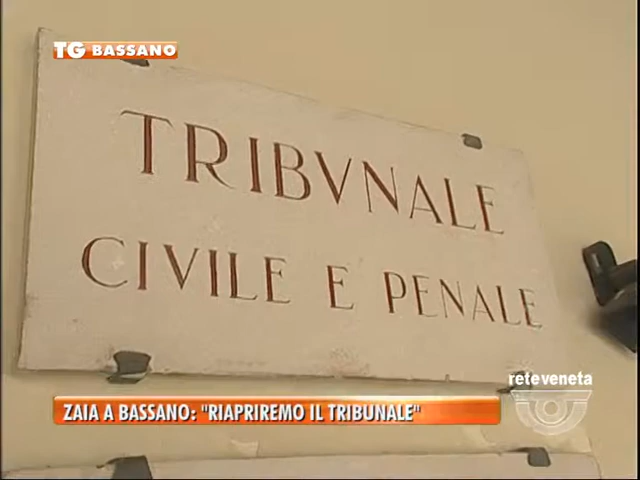 TG BASSANO
TRIBVNALE
CIVILE E PENALE
reteveneta
ZAIA A BASSANO: "RIAPRIREMO IL TRIBUNALE"